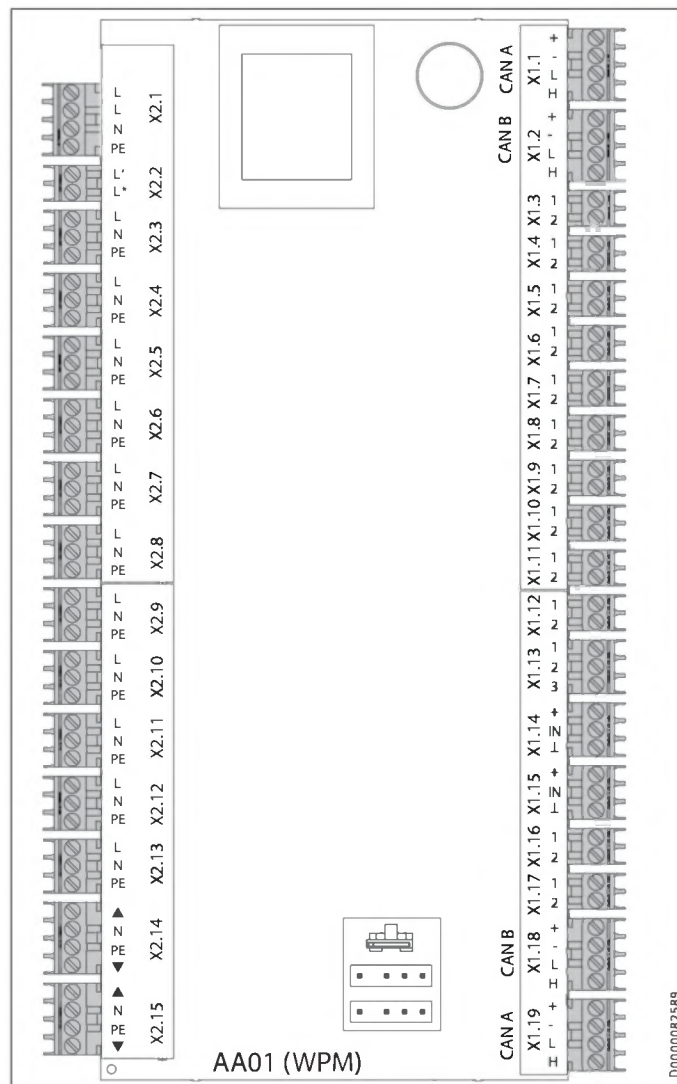 L
L
N
PE
X2.1
L'
L*
X2.2
L
N
PE
X2.3
L
N
PE
X2.4
L
N
PE
X2.5
L
N
PE
X2.6
L
N
PE
X2.7
L
N
PE
X2.8
L
N
PE
X2.9
L
N
PE
X2.10
L
N
PE
X2.11
L
N
PE
X2.12
L
N
PE
X2.13
▲
N
PE
▼
X2.14
▲
N
PE
▼
X2.15
CAN A
X1.1
+
-
L
H
CAN B
X1.2
+
-
L
H
X1.3
1
2
X1.4
1
2
X1.5
1
2
X1.6
1
2
X1.7
1
2
X1.8
1
2
X1.9
1
2
X1.10
1
2
X1.11
1
2
X1.12
1
2
X1.13
1
2
3
X1.14
+
IN
⊥
X1.15
+
IN
⊥
X1.16
1
2
X1.17
1
2
CAN B
X1.18
+
-
L
H
CAN A
X1.19
+
-
L
H
AA01 (WPM)
D0000082589